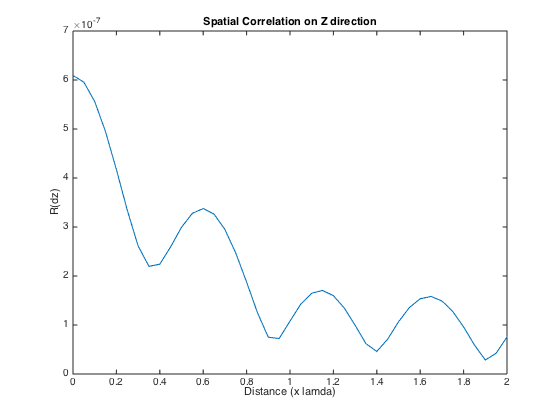 Spatial Correlation on Z direction
×10⁻⁷
7
6
5
4
3
2
1
0
R(dz)
0 0.2 0.4 0.6 0.8 1 1.2 1.4 1.6 1.8 2
Distance (x lamda)